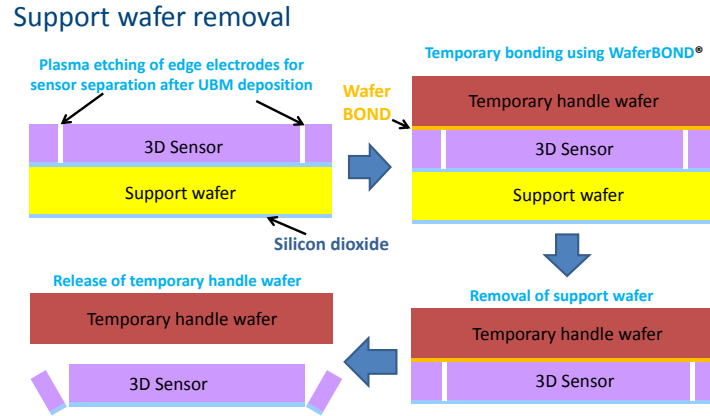 Support wafer removal
Plasma etching of edge electrodes for
sensor separation after UBM deposition
3D Sensor
Support wafer
Silicon dioxide
Temporary bonding using WaferBOND®
Wafer
BOND
Temporary handle wafer
3D Sensor
Support wafer
Removal of support wafer
Temporary handle wafer
3D Sensor
Release of temporary handle wafer
Temporary handle wafer
3D Sensor